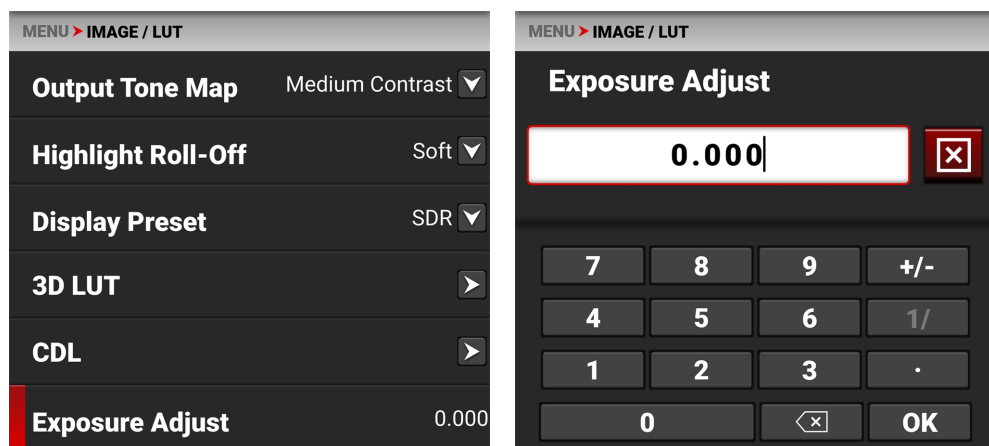 MENU ➤ IMAGE / LUT
Output Tone Map Medium Contrast
Highlight Roll-Off Soft
Display Preset SDR
3D LUT
CDL
Exposure Adjust 0.000
MENU ➤ IMAGE / LUT
Exposure Adjust
0.000
7 8 9 +/-
4 5 6 1/
1 2 3 .
0 OK